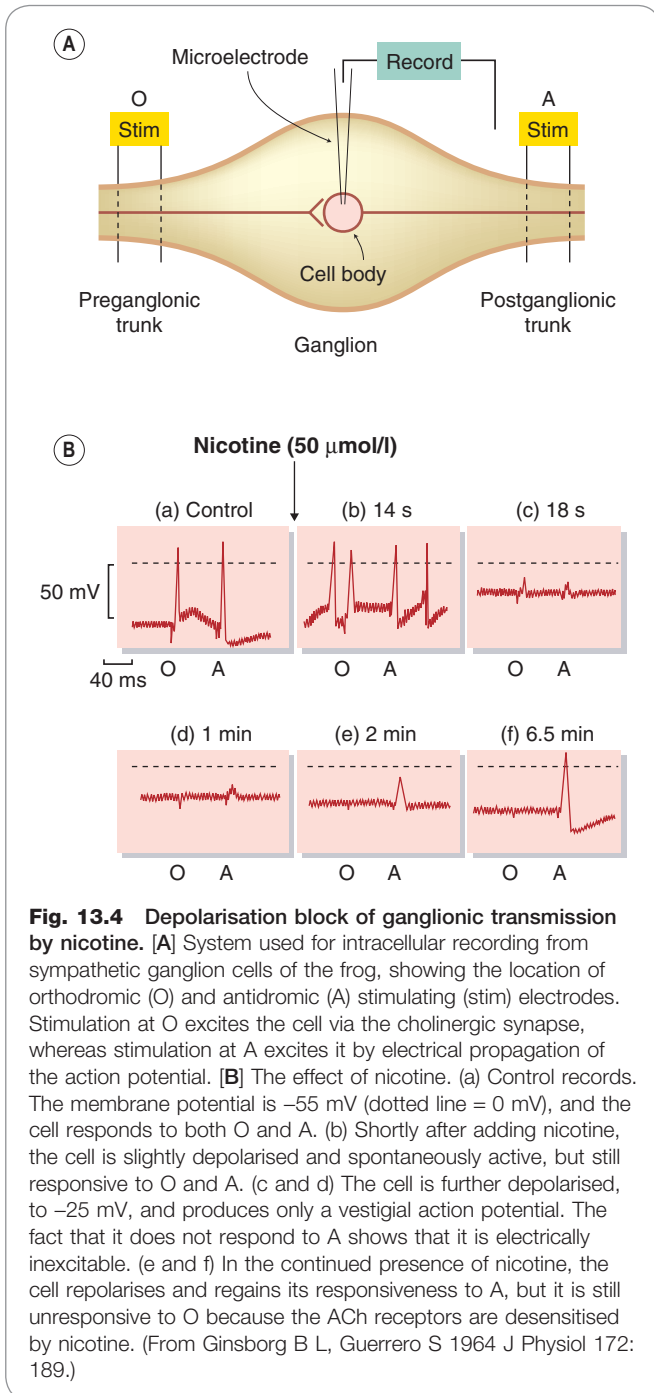 A
Microelectrode
Record
O
A
Stim
Stim
Cell body
Preganglonic
trunk
Postganglionic
trunk
Ganglion
B
Nicotine (50 μmol/l)
(a) Control
(b) 14 s
(c) 18 s
50 mV
40 ms
O A
O A
O A
(d) 1 min
(e) 2 min
(f) 6.5 min
O A
O A
O A
Fig. 13.4 Depolarisation block of ganglionic transmission
by nicotine. [A] System used for intracellular recording from
sympathetic ganglion cells of the frog, showing the location of
orthodromic (O) and antidromic (A) stimulating (stim) electrodes.
Stimulation at O excites the cell via the cholinergic synapse,
whereas stimulation at A excites it by electrical propagation of
the action potential. [B] The effect of nicotine. (a) Control records.
The membrane potential is –55 mV (dotted line = 0 mV), and the
cell responds to both O and A. (b) Shortly after adding nicotine,
the cell is slightly depolarised and spontaneously active, but still
responsive to O and A. (c and d) The cell is further depolarised,
to –25 mV, and produces only a vestigial action potential. The
fact that it does not respond to A shows that it is electrically
inexcitable. (e and f) In the continued presence of nicotine, the
cell repolarises and regains its responsiveness to A, but it is still
unresponsive to O because the ACh receptors are desensitised
by nicotine. (From Ginsborg B L, Guerrero S 1964 J Physiol 172:
189.)